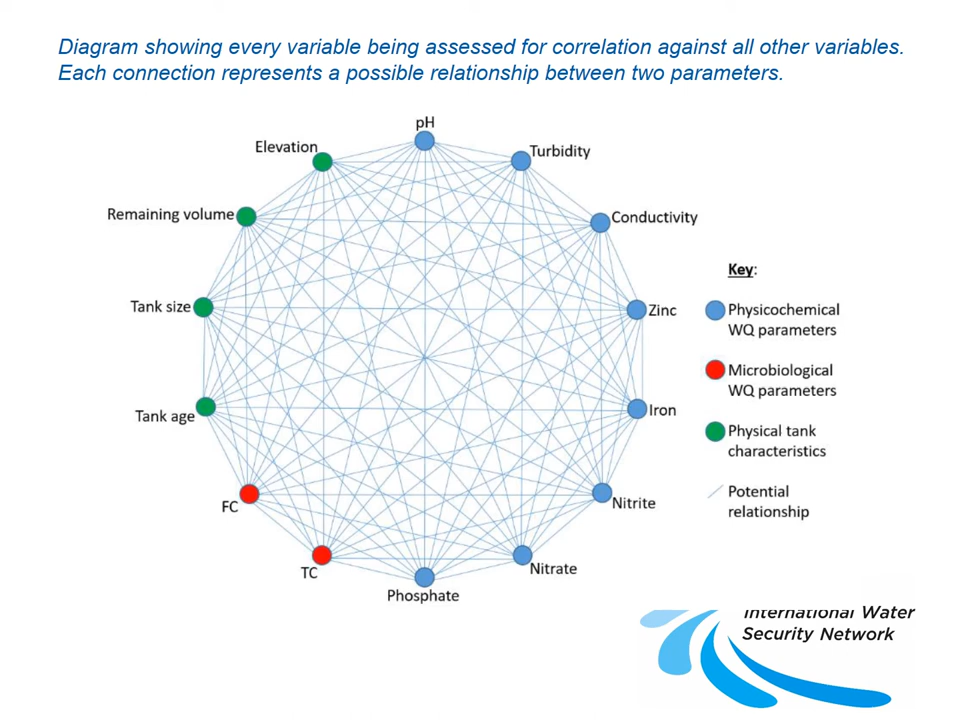 Diagram showing every variable being assessed for correlation against all other variables.
Each connection represents a possible relationship between two parameters.
pH
Elevation
Turbidity
Remaining volume
Conductivity
Key:
Tank size
Zinc
Physicochemical
WQ parameters
Microbiological
WQ parameters
Tank age
Iron
Physical tank
characteristics
FC
Nitrite
Potential
relationship
TC
Nitrate
Phosphate
International Water
Security Network